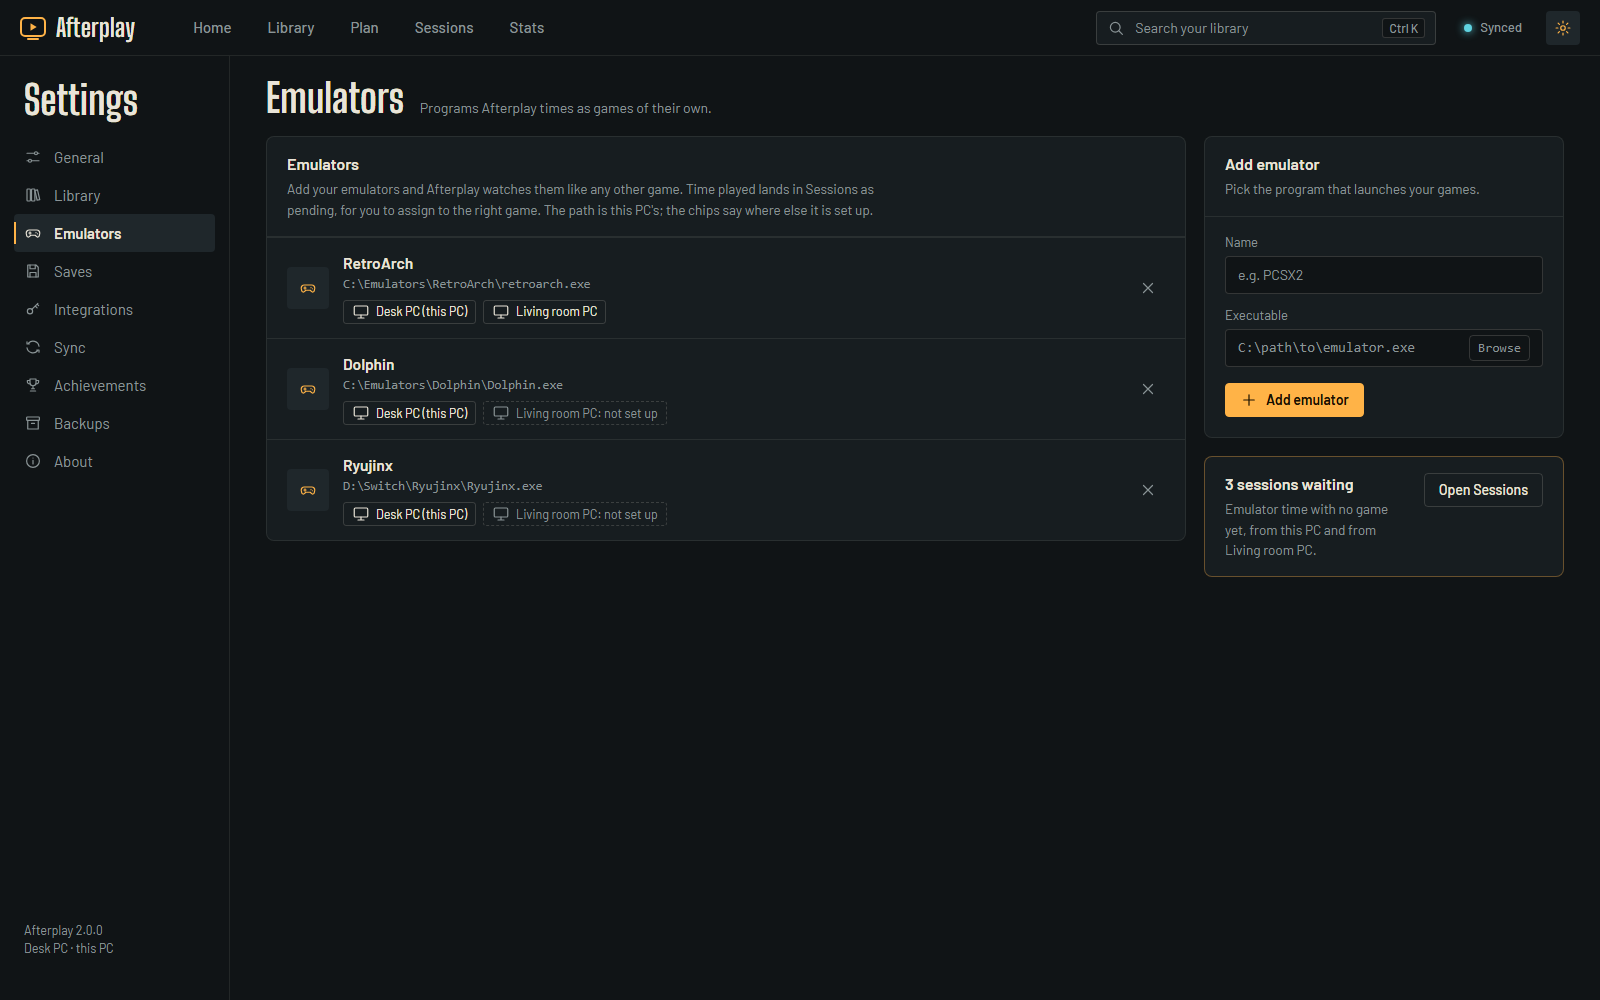 Afterplay
Home
Library
Plan
Sessions
Stats
Search your library
Ctrl K
Synced
Settings
General
Library
Emulators
Saves
Integrations
Sync
Achievements
Backups
About
Afterplay 2.0.0
Desk PC · this PC
Emulators
Programs Afterplay times as games of their own.
Emulators
Add your emulators and Afterplay watches them like any other game. Time played lands in Sessions as
pending, for you to assign to the right game. The path is this PC's; the chips say where else it is set up.
RetroArch
C:\Emulators\RetroArch\retroarch.exe
Desk PC (this PC)
Living room PC
Dolphin
C:\Emulators\Dolphin\Dolphin.exe
Desk PC (this PC)
Living room PC: not set up
Ryujinx
D:\Switch\Ryujinx\Ryujinx.exe
Desk PC (this PC)
Living room PC: not set up
Add emulator
Pick the program that launches your games.
Name
e.g. PCSX2
Executable
C:\path\to\emulator.exe
Browse
Add emulator
3 sessions waiting
Emulator time with no game
yet, from this PC and from
Living room PC.
Open Sessions